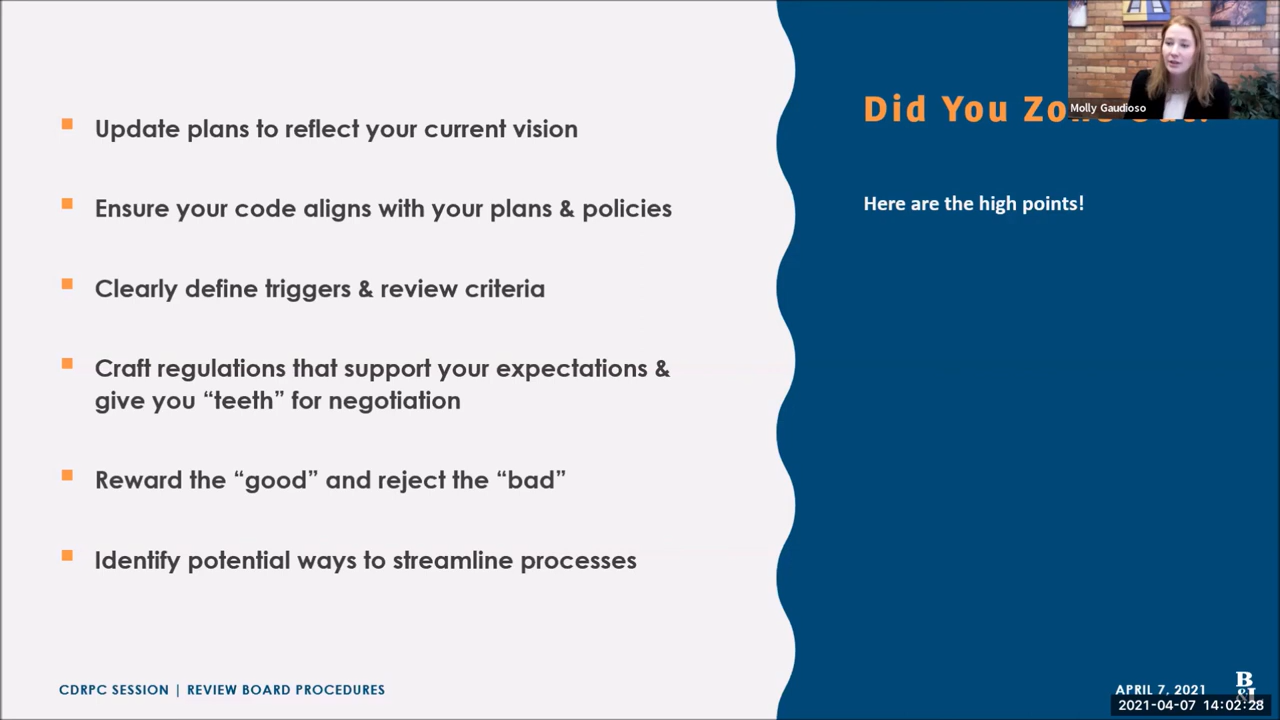 Update plans to reflect your current vision
Ensure your code aligns with your plans & policies
Clearly define triggers & review criteria
Craft regulations that support your expectations &
give you “teeth” for negotiation
Reward the “good” and reject the “bad”
Identify potential ways to streamline processes
CDRPC SESSION | REVIEW BOARD PROCEDURES
Did You
Here are the high points!
Molly Gaudioso
APRIL 7, 2021
B&L
2021-04-07 14:02:28